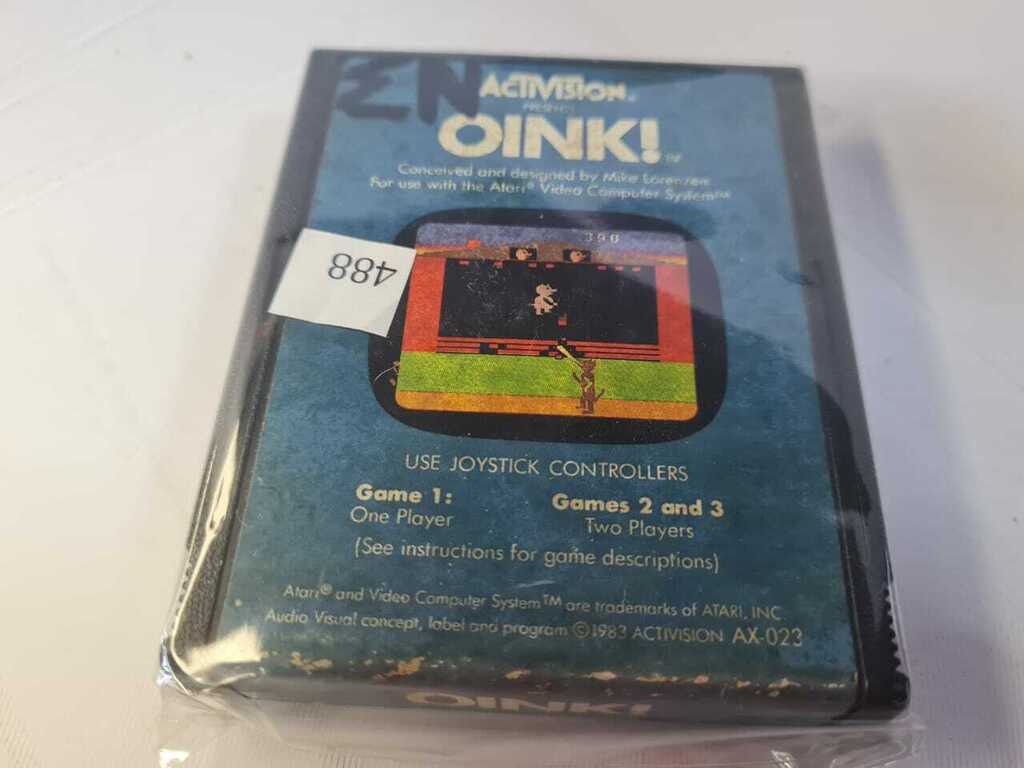 EN
ACTIVISION®
PRESENTS
OINK!™
Conceived and designed by Mike Lorenzen
For use with the Atari® Video Computer System™
390
488
USE JOYSTICK CONTROLLERS
Game 1:
One Player
Games 2 and 3
Two Players
(See instructions for game descriptions)
Atari® and Video Computer System™ are trademarks of ATARI, INC
Audio Visual concept, label and program ©1983 ACTIVISION AX-023
OINK!